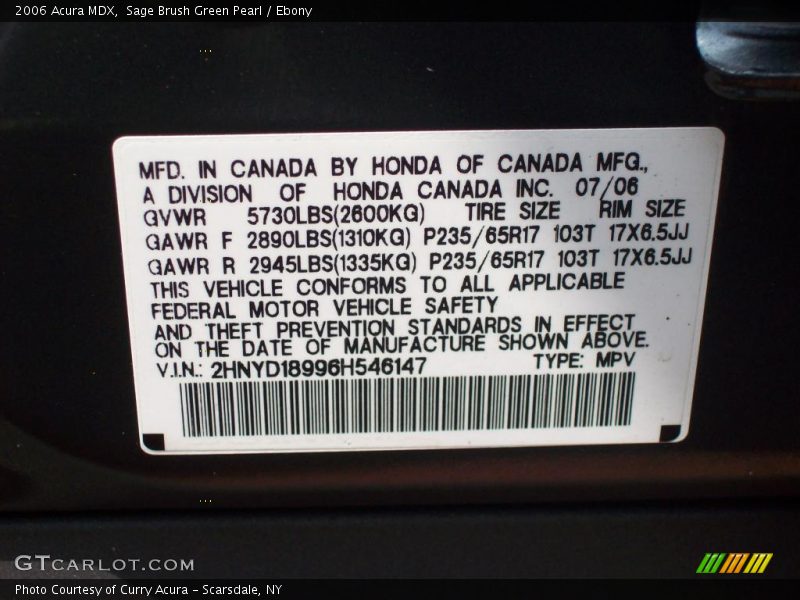 2006 Acura MDX,  Sage Brush Green Pearl / Ebony
MFD. IN CANADA BY HONDA OF CANADA MFG.,
A DIVISION OF HONDA CANADA INC. 07/06
GVWR 5730LBS(2600KG) TIRE SIZE RIM SIZE
GAWR F 2890LBS(1310KG) P235/65R17 103T 17X6.5JJ
GAWR R 2945LBS(1335KG) P235/65R17 103T 17X6.5JJ
THIS VEHICLE CONFORMS TO ALL APPLICABLE
FEDERAL MOTOR VEHICLE SAFETY
AND THEFT PREVENTION STANDARDS IN EFFECT
ON THE DATE OF MANUFACTURE SHOWN ABOVE.
V.I.N.: 2HNYD18996H546147 TYPE: MPV
GTCARLOT.COM
Photo Courtesy of Curry Acura - Scarsdale, NY